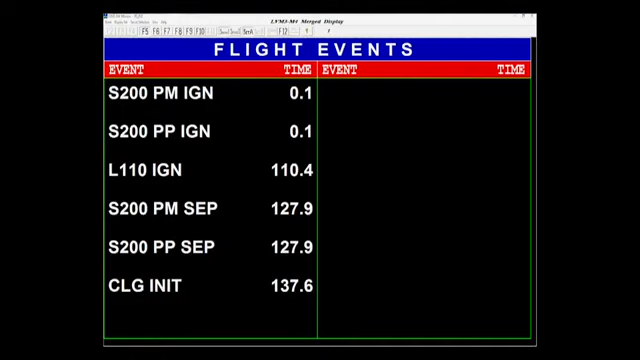 LVM3-M4 Merged Display
F5 F6 F7 F8 F9 F10 F12
FLIGHT EVENTS
EVENT TIME EVENT TIME
S200 PM IGN 0.1
S200 PP IGN 0.1
L110 IGN 110.4
S200 PM SEP 127.9
S200 PP SEP 127.9
CLG INIT 137.6